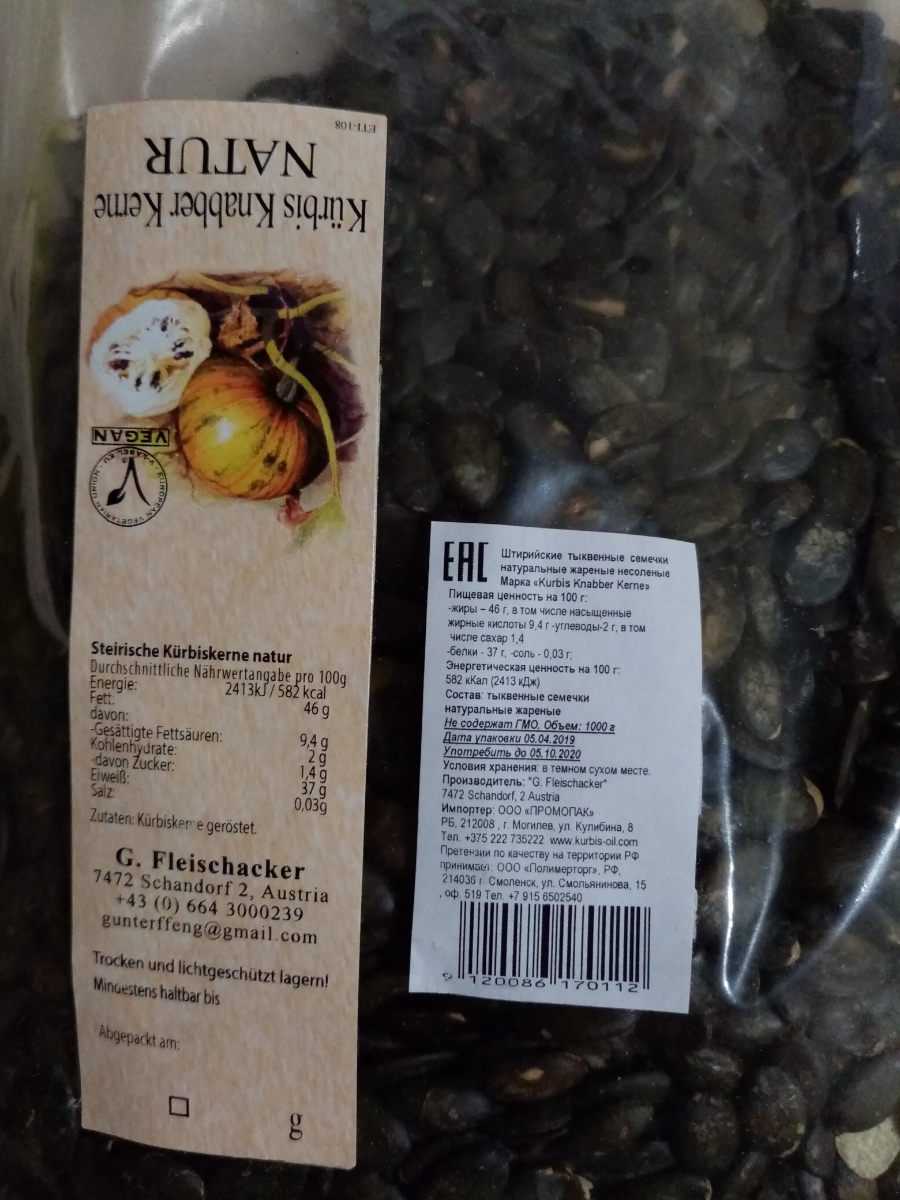 ETI-108
Kürbis Knabber Kerne
NATUR
VEGAN
EUROPEAN VEGETARIAN UNION · V-LABEL.EU ·
Steirische Kürbiskerne natur
Durchschnittliche Nährwertangabe pro 100g
Energie: 2413kJ / 582 kcal
Fett: 46 g
davon:
-Gesättigte Fettsäuren: 9,4 g
Kohlenhydrate: 2 g
-davon Zucker: 1,4 g
Eiweiß: 37 g
Salz: 0,03g
Zutaten: Kürbiskerne geröstet.
G. Fleischacker
7472 Schandorf 2, Austria
+43 (0) 664 3000239
gunterffeng@gmail.com
Trocken und lichtgeschützt lagern!
Mindestens haltbar bis
Abgepackt am:
g
EAC
Штирийские тыквенные семечки
натуральные жареные несоленые
Марка «Kurbis Knabber Kerne»
Пищевая ценность на 100 г:
-жиры – 46 г, в том числе насыщенные
жирные кислоты 9,4 г -углеводы-2 г, в том
числе сахар 1,4
-белки - 37 г, -соль - 0,03 г;
Энергетическая ценность на 100 г:
582 кКал (2413 кДж)
Состав: тыквенные семечки
натуральные жареные
Не содержат ГМО. Объем: 1000 г
Дата упаковки 05.04.2019
Употребить до 05.10.2020
Условия хранения: в темном сухом месте.
Производитель: "G. Fleischacker"
7472 Schandorf, 2 Austria
Импортер: ООО «ПРОМОПАК»
РБ, 212008 , г. Могилев, ул. Кулибина, 8
Тел. +375 222 735222 www.kurbis-oil.com
Претензии по качеству на территории РФ
принимает: ООО «Полимерторг», РФ,
214036 г. Смоленск, ул. Смольянинова, 15
, оф. 519 Тел. +7 915 6502540
9 120086 170112